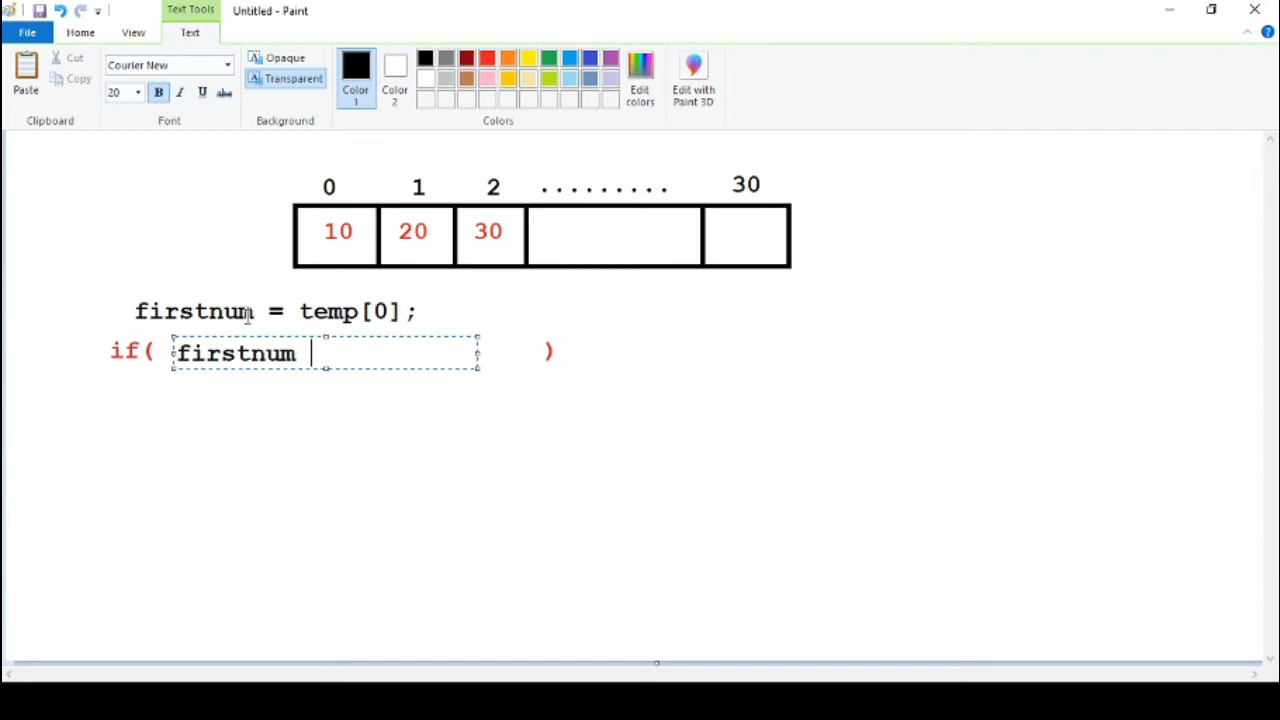 Text Tools
Untitled - Paint
File
Home
View
Text
Paste
Cut
Copy
Clipboard
Courier New
20
B
I
U
abc
Font
Opaque
Transparent
Background
Color
1
Color
2
Edit
colors
Edit with
Paint 3D
Colors
0 1 2 ......... 30
10 20 30
firstnum = temp[0];
if( firstnum )